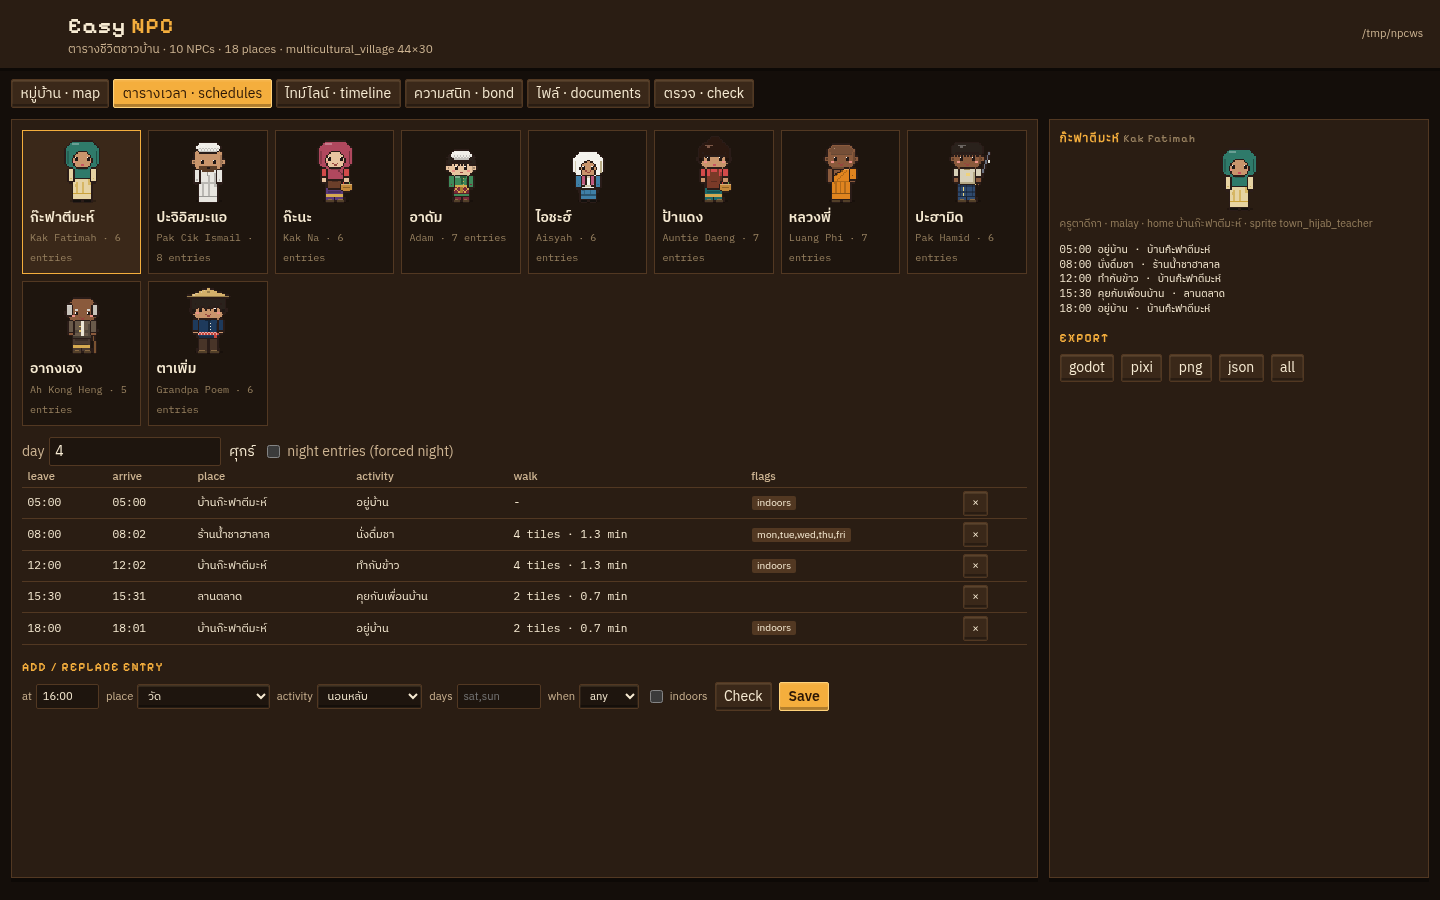 Easy NPC
ตารางชีวิตชาวบ้าน · 10 NPCs · 18 places · multicultural_village 44×30
/tmp/npcws
หมู่บ้าน · map
ตารางเวลา · schedules
ไทม์ไลน์ · timeline
ความสนิท · bond
ไฟล์ · documents
ตรวจ · check
ก๊ะฟาตีมะห์
Kak Fatimah · 6
entries
ปะจิอิสมะแอ
Pak Cik Ismail ·
8 entries
ก๊ะนะ
Kak Na · 6
entries
อาดัม
Adam · 7 entries
ไอชะฮ์
Aisyah · 6
entries
ป้าแดง
Auntie Daeng · 7
entries
หลวงพี่
Luang Phi · 7
entries
ปะฮามิด
Pak Hamid · 6
entries
อากงเฮง
Ah Kong Heng · 5
entries
ตาเพิ่ม
Grandpa Poem · 6
entries
day 4 ศุกร์ night entries (forced night)
leave arrive place activity walk flags
05:00 05:00 บ้านก๊ะฟาตีมะห์ อยู่บ้าน - indoors ×
08:00 08:02 ร้านน้ำชาฮาลาล นั่งดื่มชา 4 tiles · 1.3 min mon,tue,wed,thu,fri ×
12:00 12:02 บ้านก๊ะฟาตีมะห์ ทำกับข้าว 4 tiles · 1.3 min indoors ×
15:30 15:31 ลานตลาด คุยกับเพื่อนบ้าน 2 tiles · 0.7 min ×
18:00 18:01 บ้านก๊ะฟาตีมะห์ อยู่บ้าน 2 tiles · 0.7 min indoors ×
ADD / REPLACE ENTRY
at 16:00 place วัด activity นอนหลับ days sat,sun when any indoors Check Save
ก๊ะฟาตีมะห์ Kak Fatimah
ครูตาดีกา · malay · home บ้านก๊ะฟาตีมะห์ · sprite town_hijab_teacher
05:00 อยู่บ้าน · บ้านก๊ะฟาตีมะห์
08:00 นั่งดื่มชา · ร้านน้ำชาฮาลาล
12:00 ทำกับข้าว · บ้านก๊ะฟาตีมะห์
15:30 คุยกับเพื่อนบ้าน · ลานตลาด
18:00 อยู่บ้าน · บ้านก๊ะฟาตีมะห์
EXPORT
godot pixi png json all